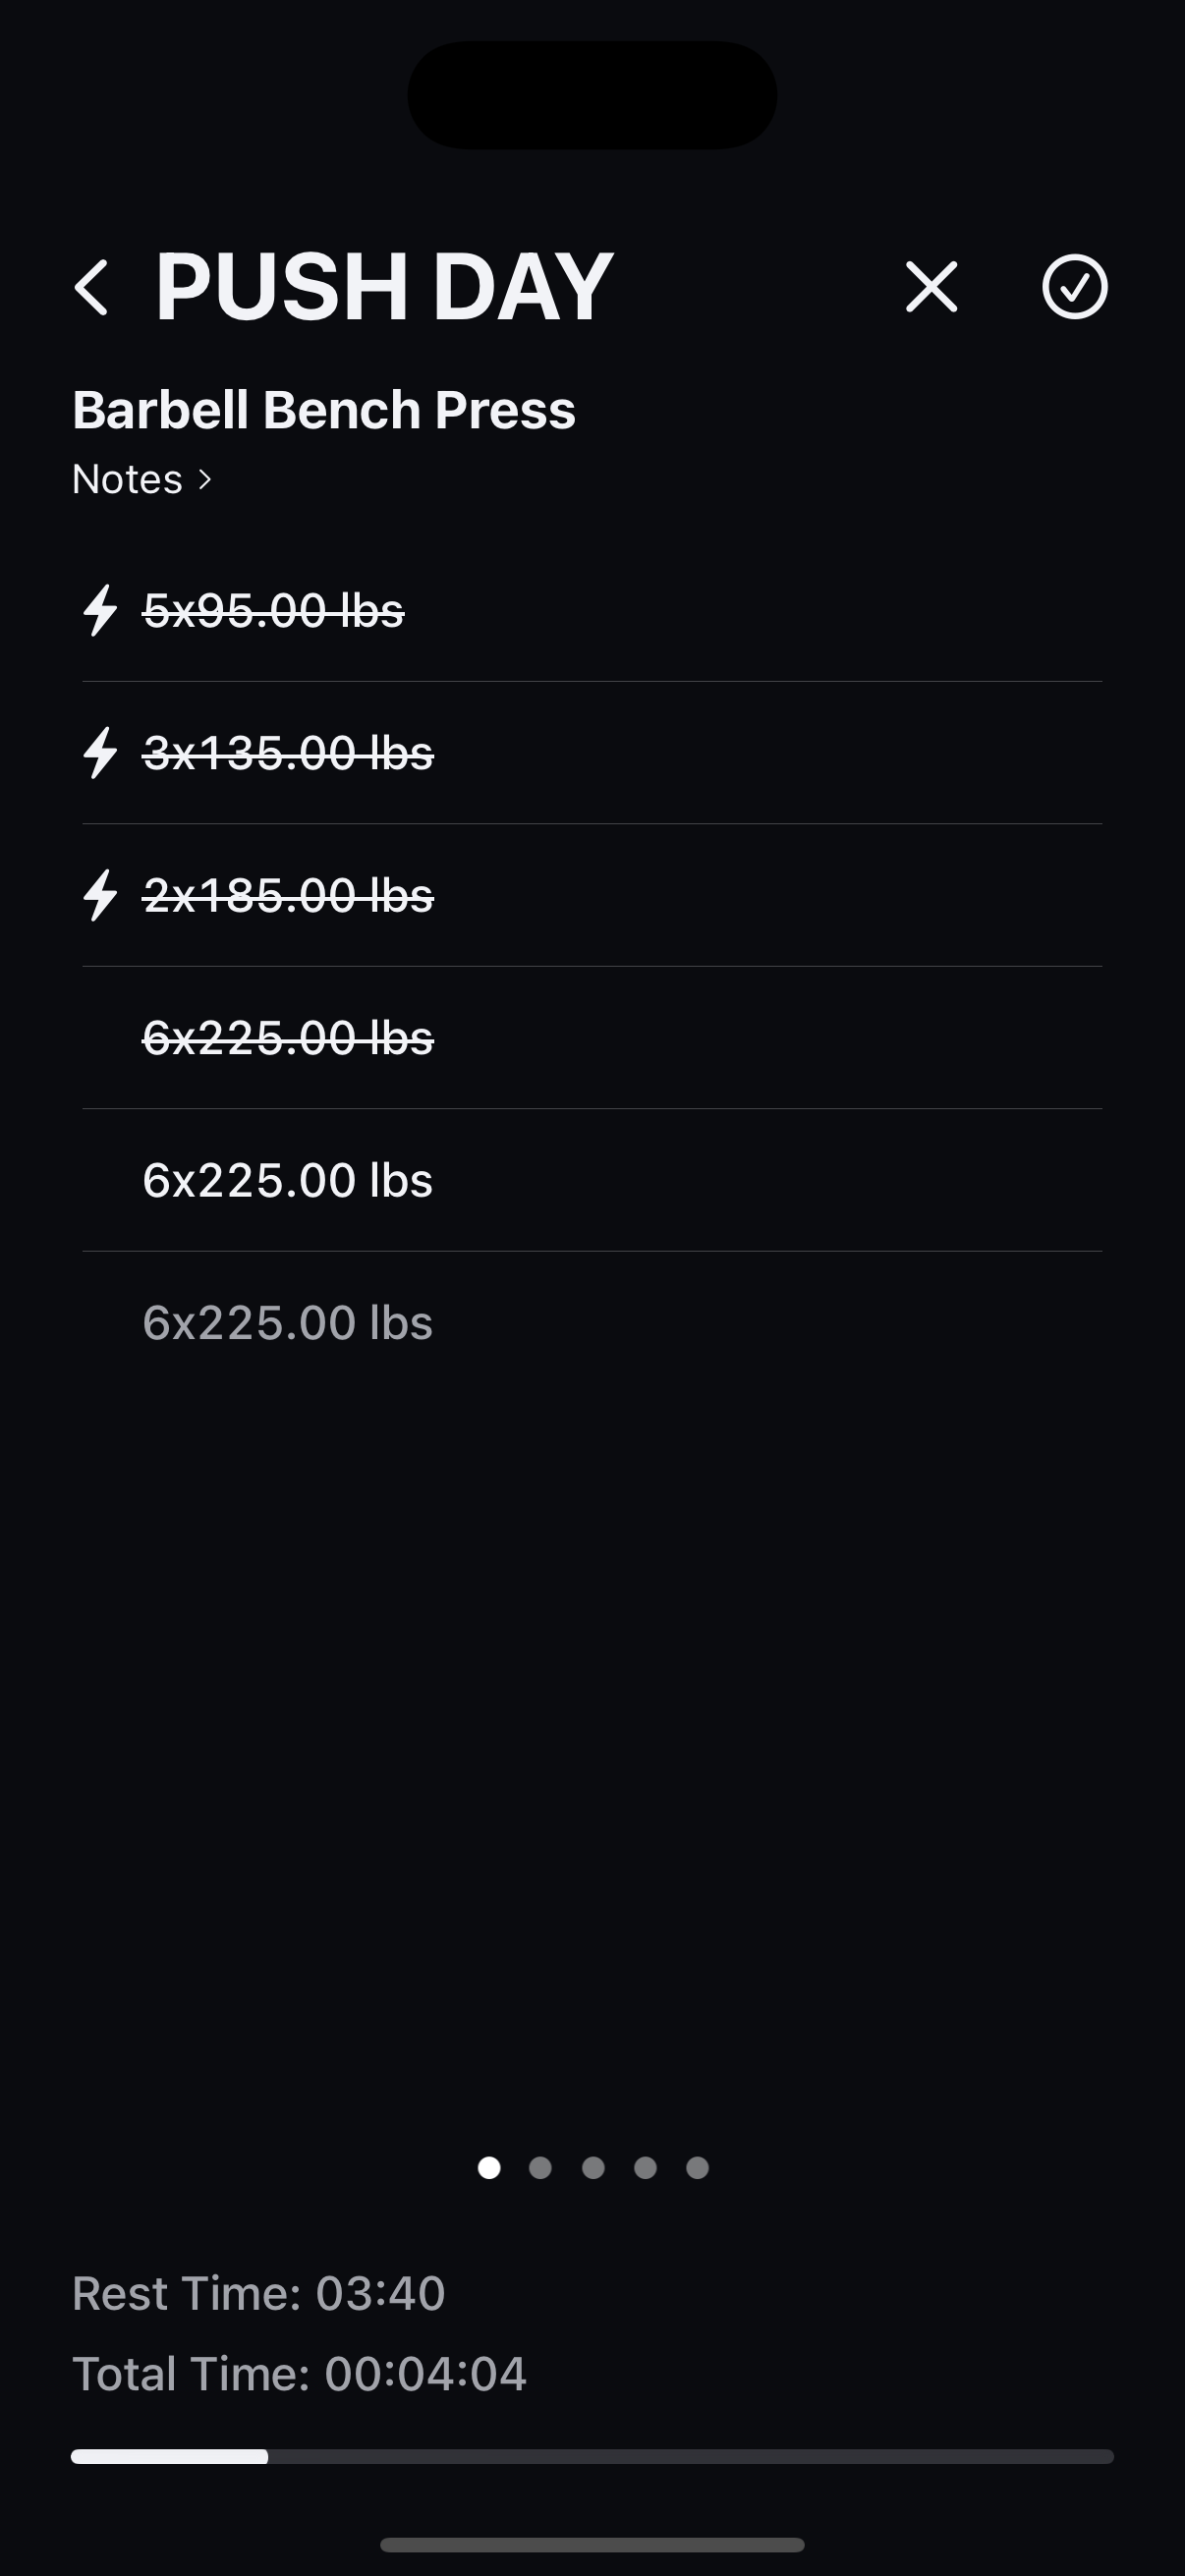 PUSH DAY
Barbell Bench Press
Notes
5x95.00 lbs
3x135.00 lbs
2x185.00 lbs
6x225.00 lbs
6x225.00 lbs
6x225.00 lbs
Rest Time: 03:40
Total Time: 00:04:04